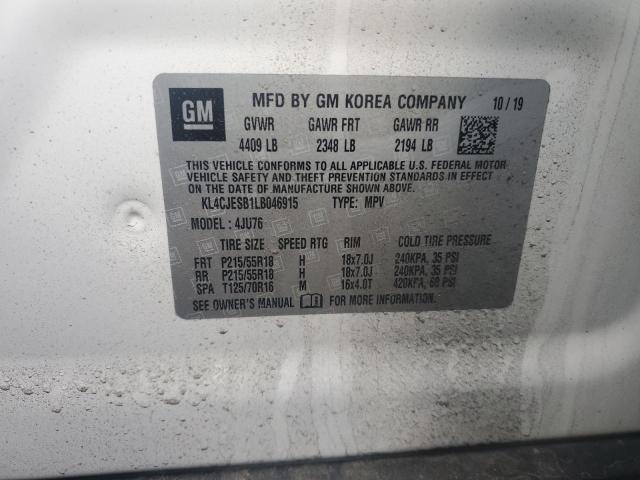 GM MFD BY GM KOREA COMPANY 10/19
GVWR GAWR FRT GAWR RR
4409 LB 2348 LB 2194 LB
THIS VEHICLE CONFORMS TO ALL APPLICABLE U.S. FEDERAL MOTOR
VEHICLE SAFETY AND THEFT PREVENTION STANDARDS IN EFFECT
ON THE DATE OF MANUFACTURE SHOWN ABOVE.
KL4CJESB1LB046915 TYPE: MPV
MODEL: 4JU76
TIRE SIZE SPEED RTG RIM COLD TIRE PRESSURE
FRT P215/55R18 H 18x7.0J 240KPA, 35 PSI
RR P215/55R18 H 18x7.0J 240KPA, 35 PSI
SPA T125/70R16 M 16x4.0T 420KPA, 60 PSI
SEE OWNER'S MANUAL FOR MORE INFORMATION